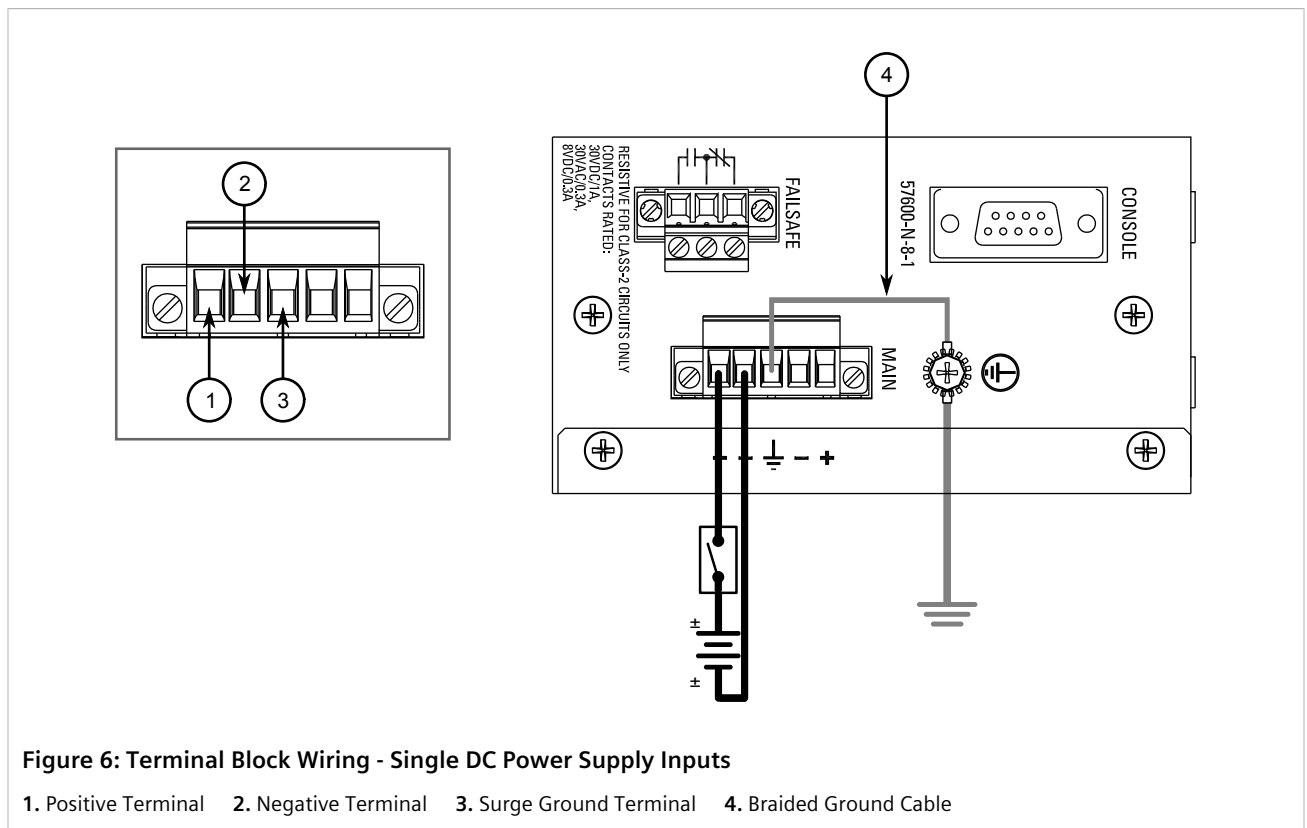 1
2
3
4
RESISTIVE FOR CLASS-2 CIRCUITS ONLY
CONTACTS RATED:
30VDC/1A,
30VAC/0.3A,
8VDC/0.3A
FAILSAFE
57600-N-8-1
CONSOLE
MAIN
− +
±
±
Figure 6: Terminal Block Wiring - Single DC Power Supply Inputs
1. Positive Terminal 2. Negative Terminal 3. Surge Ground Terminal 4. Braided Ground Cable